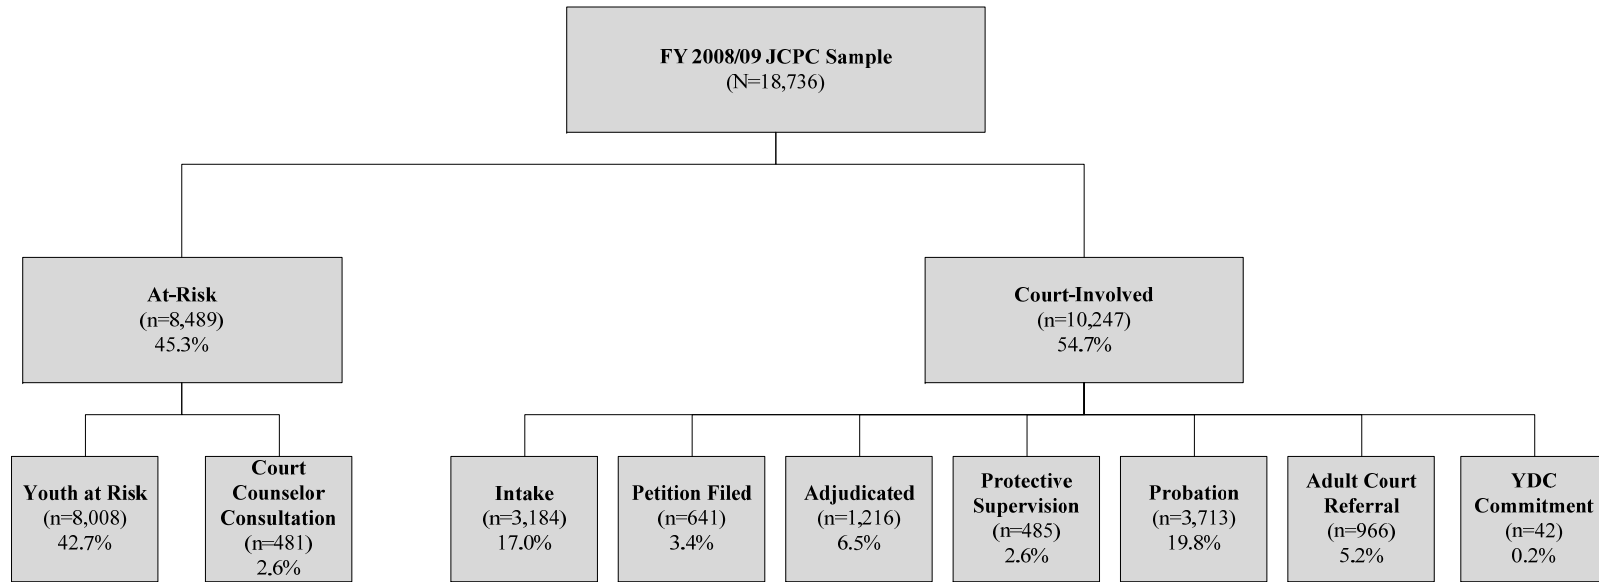 FY 2008/09 JCPC Sample
(N=18,736)
At-Risk
(n=8,489)
45.3%
Court-Involved
(n=10,247)
54.7%
Youth at Risk
(n=8,008)
42.7%
Court
Counselor
Consultation
(n=481)
2.6%
Intake
(n=3,184)
17.0%
Petition Filed
(n=641)
3.4%
Adjudicated
(n=1,216)
6.5%
Protective
Supervision
(n=485)
2.6%
Probation
(n=3,713)
19.8%
Adult Court
Referral
(n=966)
5.2%
YDC
Commitment
(n=42)
0.2%